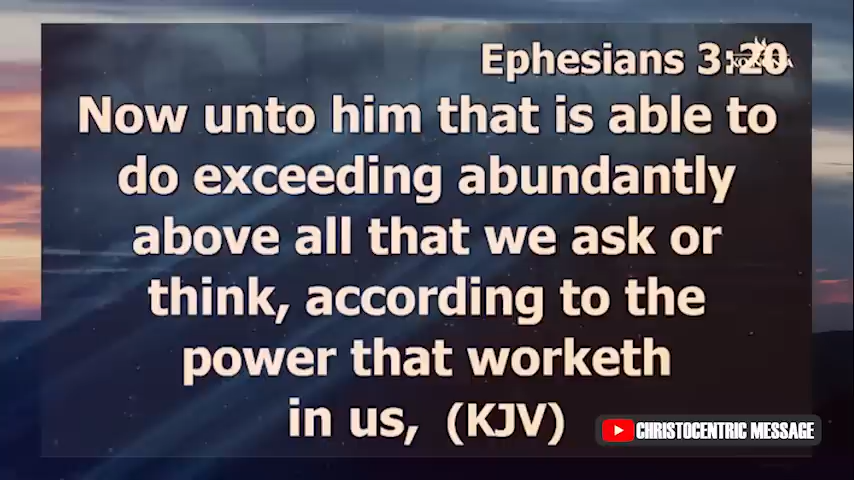 Ephesians 3:20
Now unto him that is able to
do exceeding abundantly
above all that we ask or
think, according to the
power that worketh
in us, (KJV)
CHRISTOCENTRIC MESSAGE